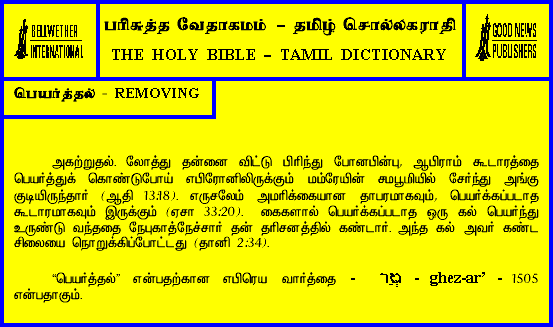 BELLWETHER
INTERNATIONAL
பரிசுத்த வேதாகமம் – தமிழ் சொல்லகராதி
THE HOLY BIBLE – TAMIL DICTIONARY
GOOD NEWS
PUBLISHERS
பெயர்த்தல் - REMOVING
அகற்றுதல். லோத்து தன்னை விட்டு பிரிந்து போனபின்பு, ஆபிராம் கூடாரத்தை
பெயர்த்துக் கொண்டுபோய் எபிரோனிலிருக்கும் மம்ரேயின் சமபூமியில் சேர்ந்து அங்கு
குடியிருந்தார் (ஆதி 13:18). எருசலேம் அமரிக்கையான தாபரமாகவும், பெயர்க்கப்படாத
கூடாரமாகவும் இருக்கும் (ஏசா 33:20). கைகளால் பெயர்க்கப்படாத ஒரு கல் பெயர்ந்து
உருண்டு வந்ததை நேபுகாத்நேச்சார் தன் தரிசனத்தில் கண்டார். அந்த கல் அவர் கண்ட
சிலையை நொறுக்கிப்போட்டது (தானி 2:34).
“பெயர்த்தல்” என்பதற்கான எபிரெய வார்த்தை - - ghez-ar’ - 1505
என்பதாகும்.